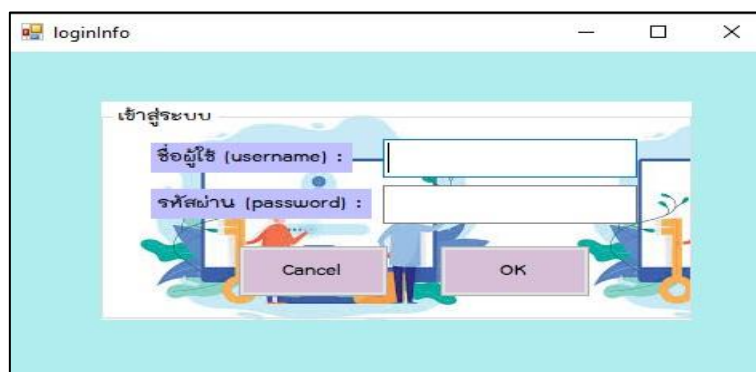 loginInfo
เข้าสู่ระบบ
ชื่อผู้ใช้ (username) :
รหัสผ่าน (password) :
Cancel OK